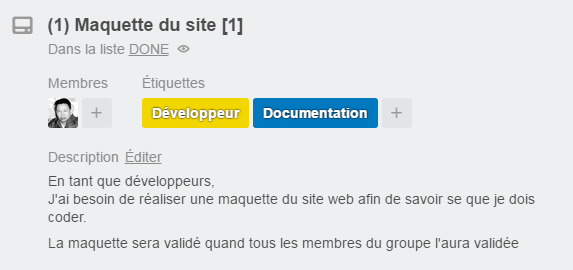 (1) Maquette du site [1]
Dans la liste DONE
Membres
Étiquettes
+
Développeur
Documentation
+
Description Éditer
En tant que développeurs,
J'ai besoin de réaliser une maquette du site web afin de savoir se que je dois
coder.
La maquette sera validé quand tous les membres du groupe l'aura validée